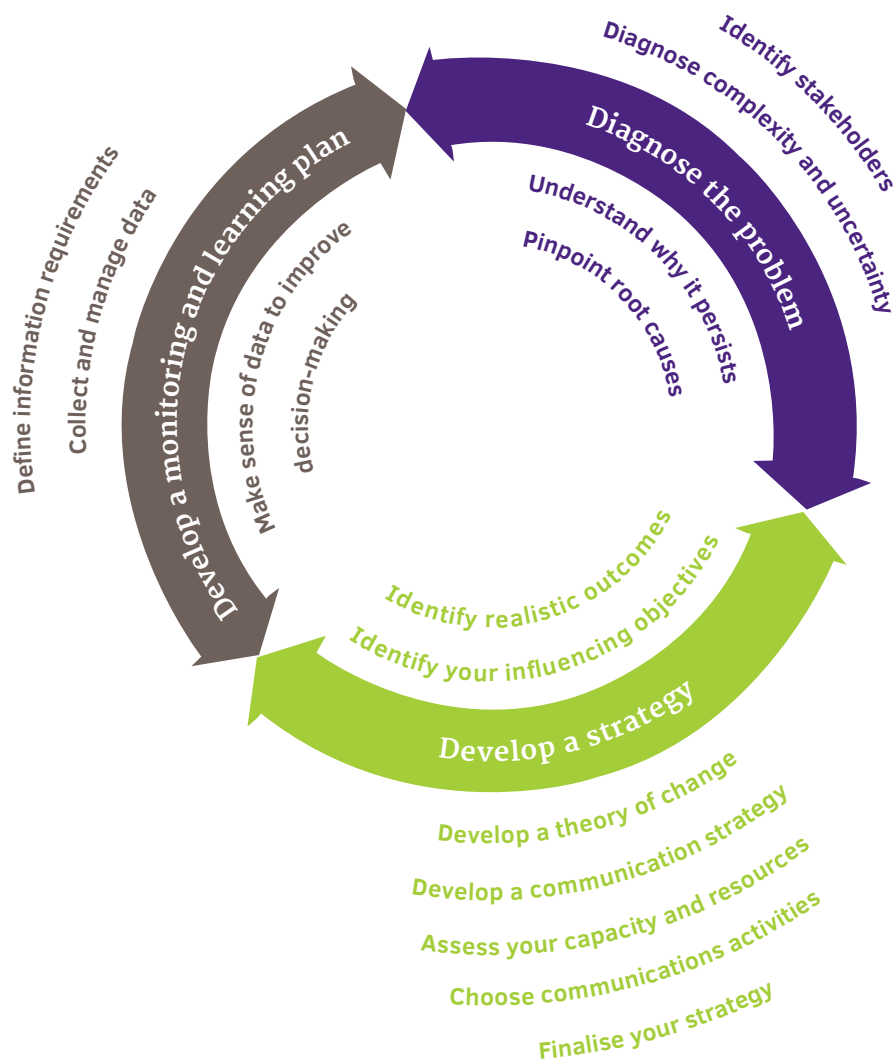 Identify stakeholders
Diagnose complexity and uncertainty
Diagnose the problem
Understand why it persists
Pinpoint root causes
Identify realistic outcomes
Identify your influencing objectives
Develop a strategy
Develop a theory of change
Develop a communication strategy
Assess your capacity and resources
Choose communications activities
Finalise your strategy
Define information requirements
Collect and manage data
Develop a monitoring and learning plan
Make sense of data to improve
decision-making